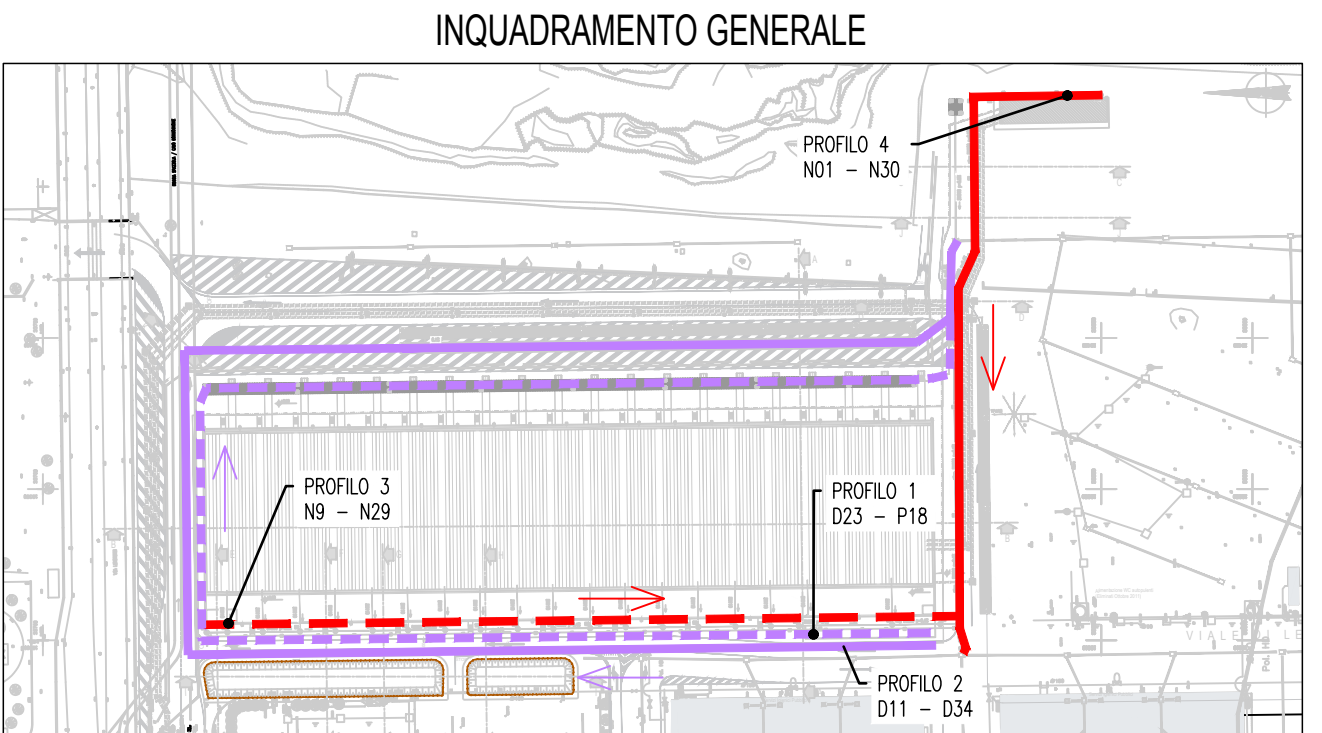 INQUADRAMENTO GENERALE
PROFILO 4
N01 – N30
PROFILO 3
N9 – N29
PROFILO 1
D23 – P18
PROFILO 2
D11 – D34
VIALE